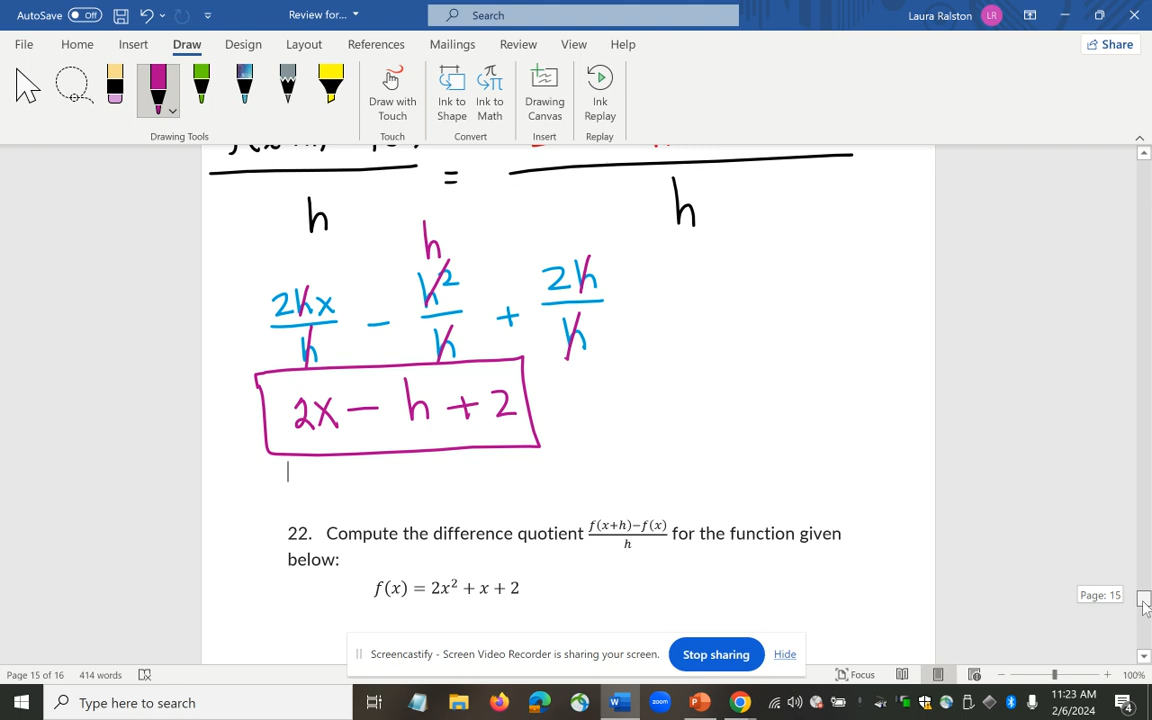 AutoSave Off Review for... Search Laura Ralston LR
File Home Insert Draw Design Layout References Mailings Review View Help Share
Draw with Touch Ink to Shape Ink to Math Drawing Canvas Ink Replay
Drawing Tools Touch Convert Insert Replay
=
h h
h
2hx/h − h²/h + 2h/h
2x − h + 2
22. Compute the difference quotient f(x+h)−f(x)/h for the function given
below:
f(x) = 2x² + x + 2
Page: 15
Screencastify - Screen Video Recorder is sharing your screen. Stop sharing Hide
Page 15 of 16 414 words Focus 100%
Type here to search 11:23 AM
2/6/2024 4